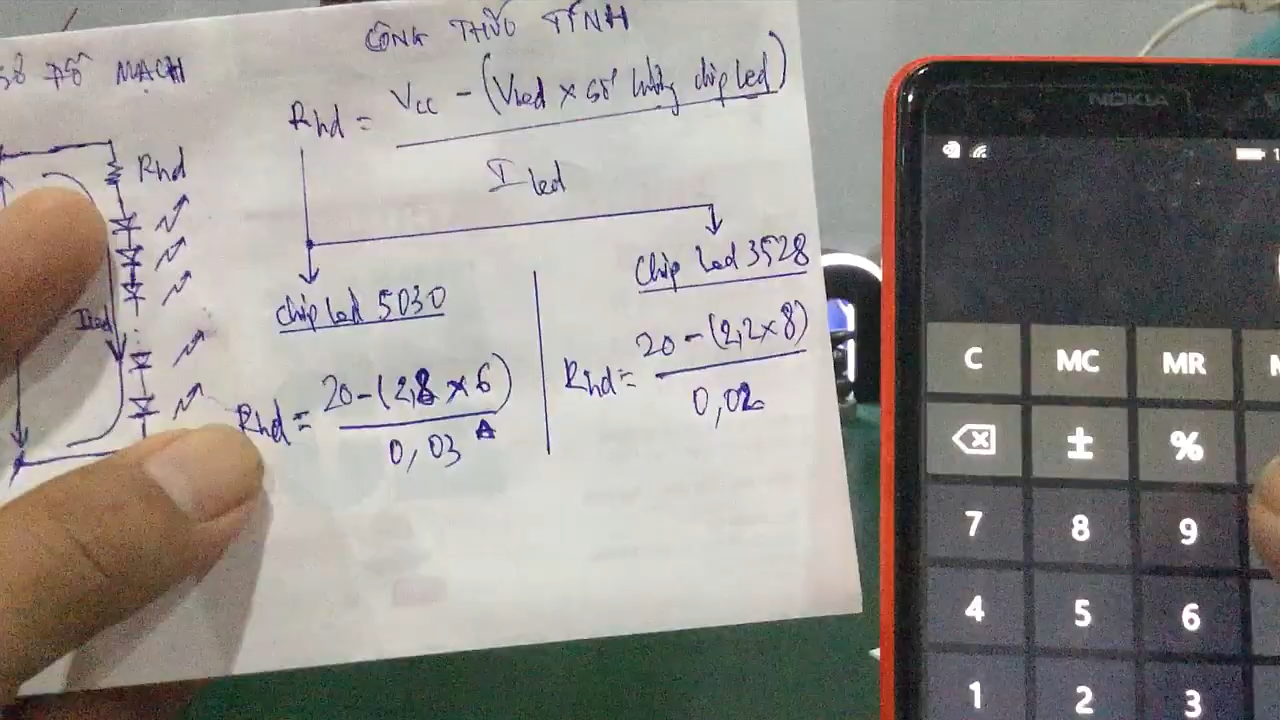 CÔNG THỨC TÍNH
SƠ ĐỒ MẠCH
Rhd = Vcc - (Vled × số lượng chip led)
Iled
Rhd
Iled
Chip led 5030
Chip led 3528
Rhd = 20 - (2,8 × 6)
0,03 A
Rhd = 20 - (2,2 × 8)
0,02
NOKIA
C MC MR
± %
7 8 9
4 5 6
1 2 3